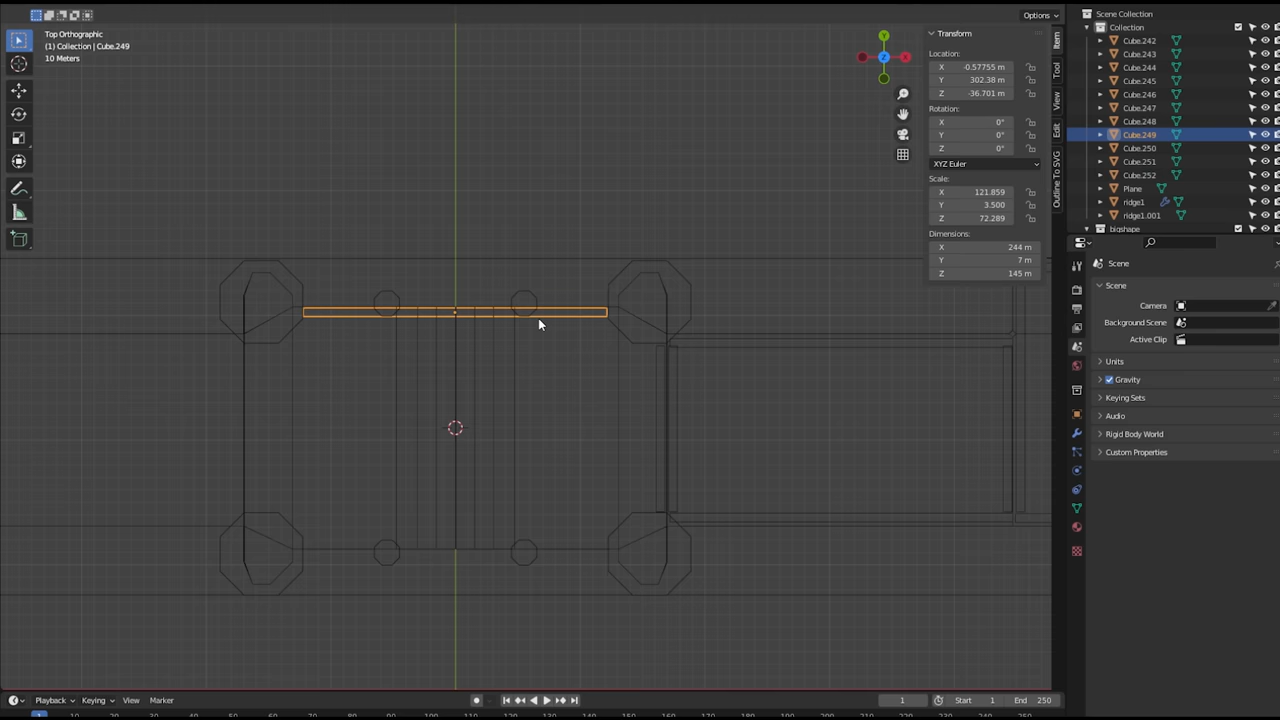 Options
Top Orthographic
(1) Collection | Cube.249
10 Meters
Y
Z
X
Transform
Location:
X -0.57755 m
Y 302.38 m
Z -36.701 m
Rotation:
X 0°
Y 0°
Z 0°
XYZ Euler
Scale:
X 121.859
Y 3.500
Z 72.289
Dimensions:
X 244 m
Y 7 m
Z 145 m
Item
Tool
View
Edit
Outline To SVG
Scene Collection
Collection
Cube.242
Cube.243
Cube.244
Cube.245
Cube.246
Cube.247
Cube.248
Cube.249
Cube.250
Cube.251
Cube.252
Plane
ridge1
ridge1.001
bigshape
Scene
Scene
Camera
Background Scene
Active Clip
Units
Gravity
Keying Sets
Audio
Rigid Body World
Custom Properties
Playback Keying View Marker
1 Start 1 End 250